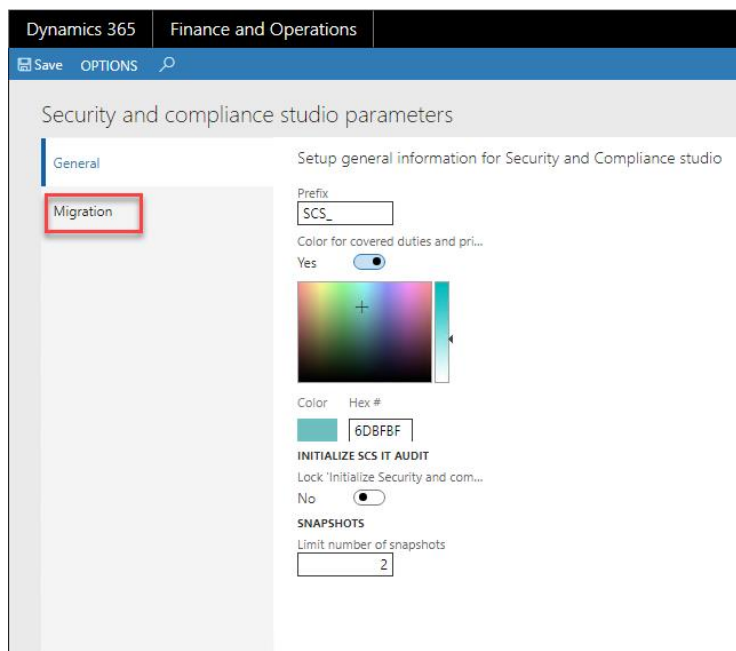 Dynamics 365 Finance and Operations
Save OPTIONS
Security and compliance studio parameters
General
Migration
Setup general information for Security and Compliance studio
Prefix
SCS_
Color for covered duties and pri...
Yes
Color Hex #
6DBFBF
INITIALIZE SCS IT AUDIT
Lock 'Initialize Security and com...
No
SNAPSHOTS
Limit number of snapshots
2